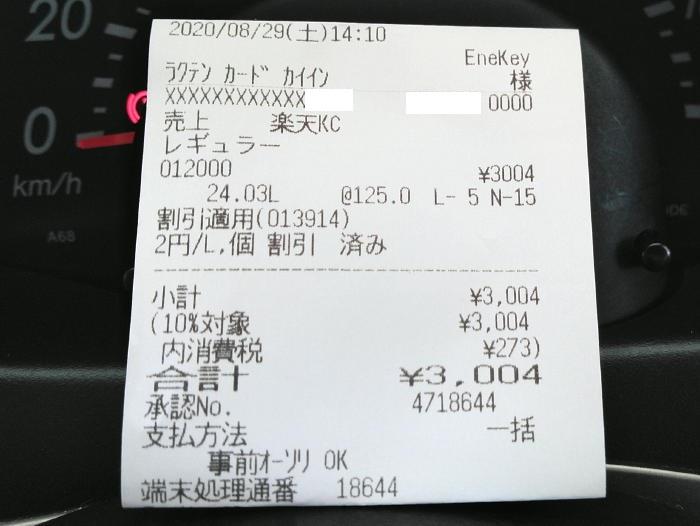 20
0
km/h
A68
IDE
2020/08/29(土)14:10
EneKey
ラクテン カード カイイン 様
XXXXXXXXXXXX 0000
売上 楽天KC
レギュラー
012000 ¥3004
24.03L @125.0 L- 5 N-15
割引適用(013914)
2円/L,個 割引 済み
小計 ¥3,004
(10%対象 ¥3,004
内消費税 ¥273)
合計 ¥3,004
承認No. 4718644
支払方法 一括
事前オーソリ OK
端末処理通番 18644